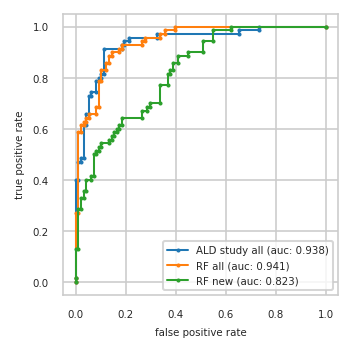 1.0
0.8
0.6
0.4
0.2
0.0
true positive rate
ALD study all (auc: 0.938)
RF all (auc: 0.941)
RF new (auc: 0.823)
0.0 0.2 0.4 0.6 0.8 1.0
false positive rate